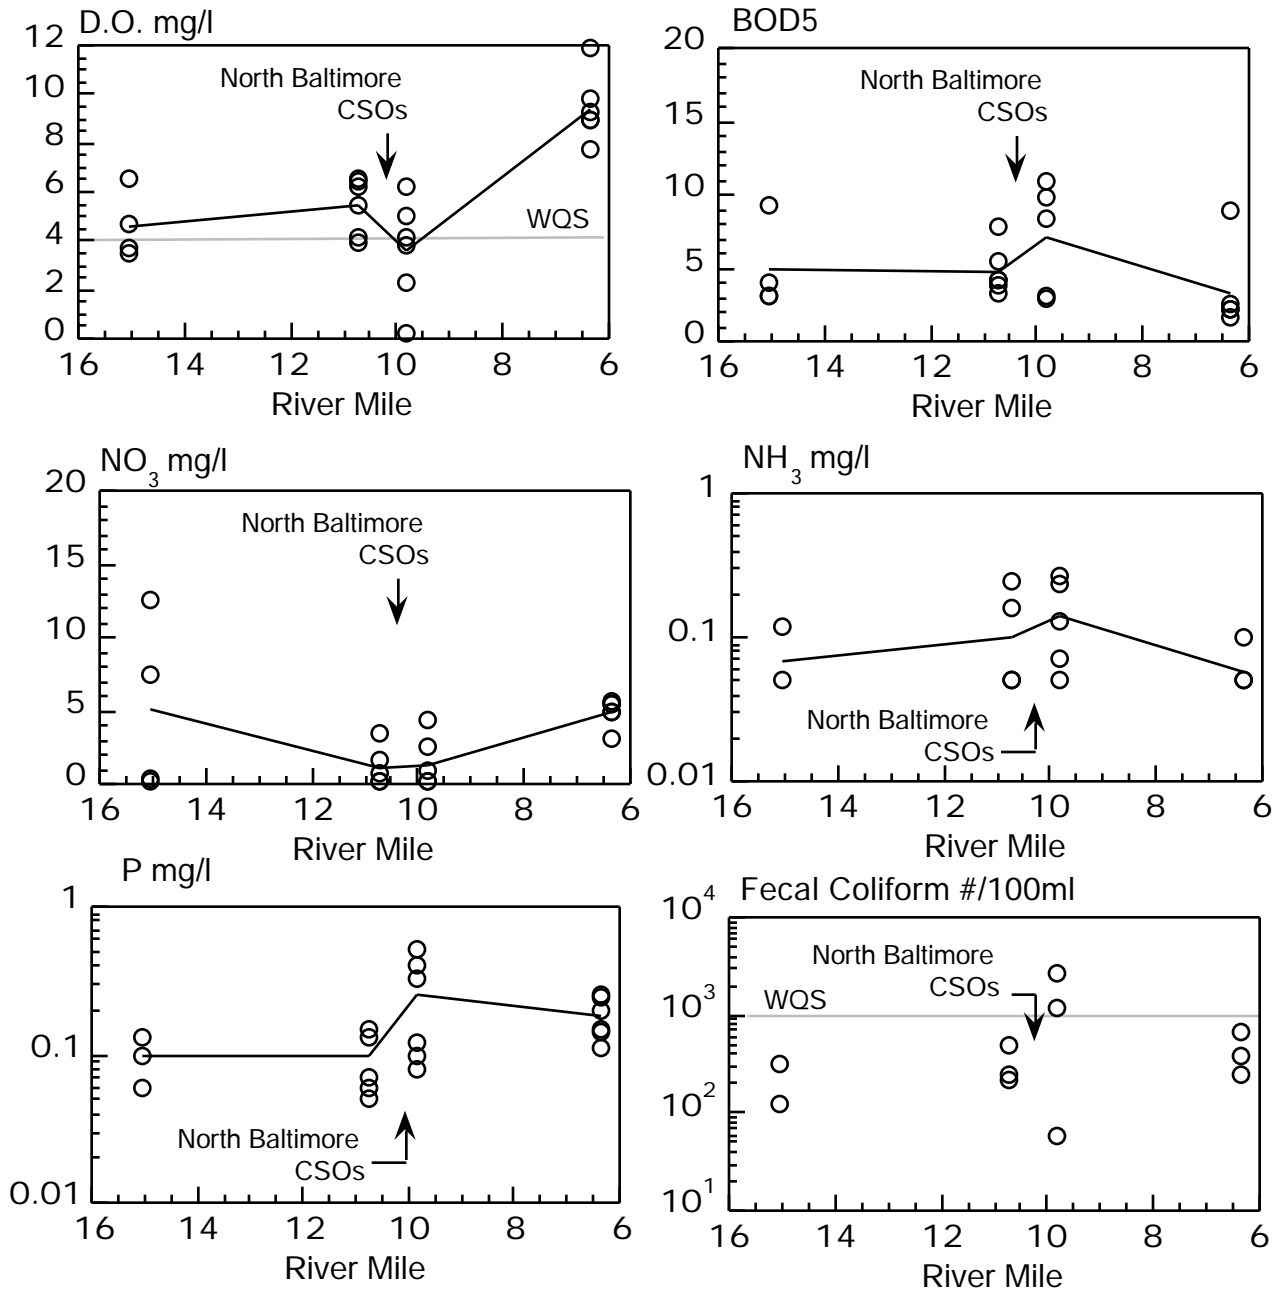 D.O. mg/l
12
10
8
6
4
2
0
North Baltimore
CSOs
WQS
16 14 12 10 8 6
River Mile
BOD5
20
15
10
5
0
North Baltimore
CSOs
16 14 12 10 8 6
River Mile
NO3 mg/l
20
15
10
5
0
North Baltimore
CSOs
16 14 12 10 8 6
River Mile
NH3 mg/l
1
0.1
0.01
North Baltimore
CSOs
16 14 12 10 8 6
River Mile
P mg/l
1
0.1
0.01
North Baltimore
CSOs
16 14 12 10 8 6
River Mile
Fecal Coliform #/100ml
10^4
10^3
10^2
10^1
North Baltimore
CSOs
WQS
16 14 12 10 8 6
River Mile